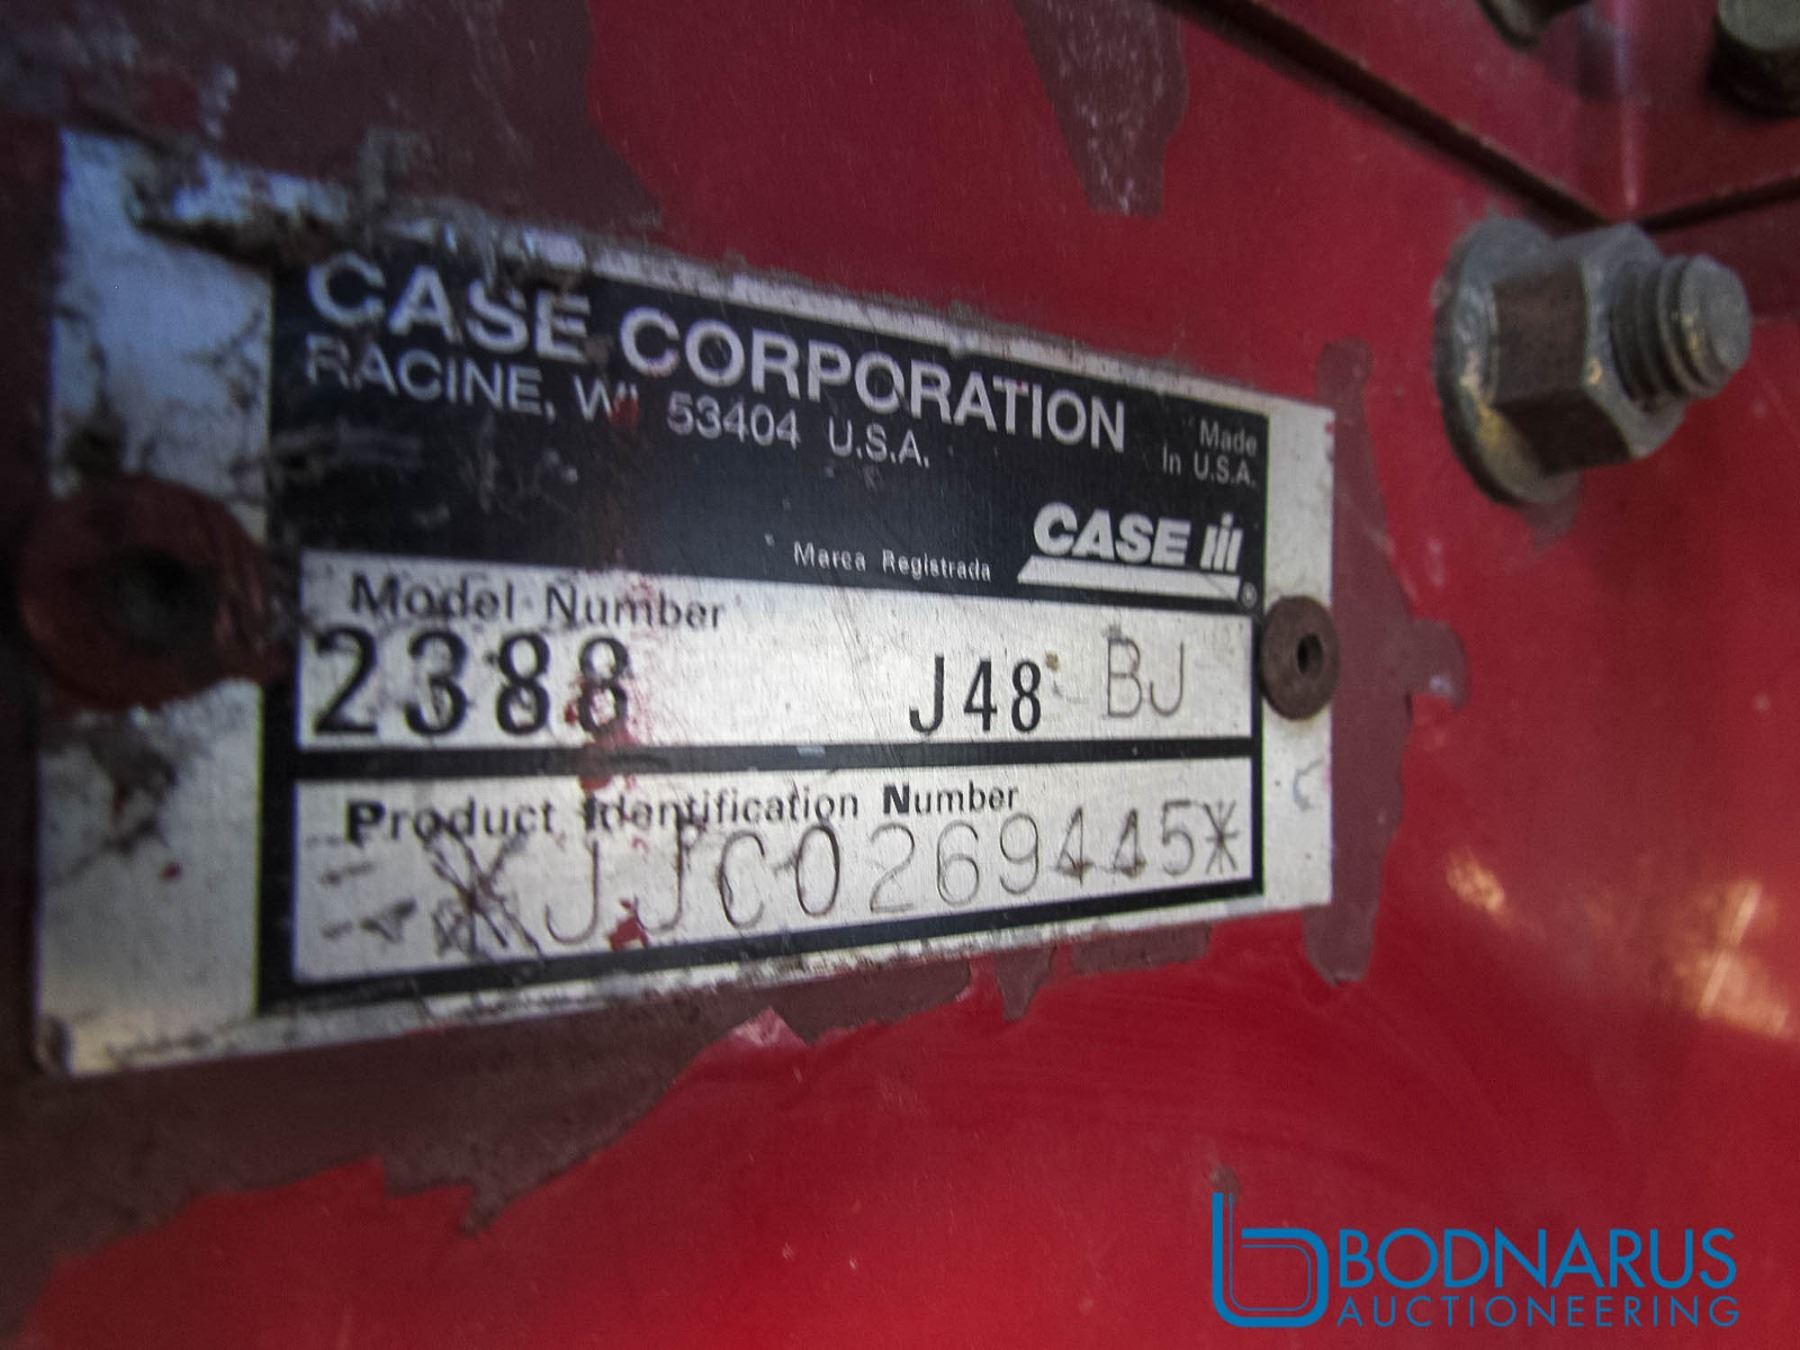 CASE CORPORATION
RACINE, WI 53404 U.S.A.
Made
In U.S.A.
Marca Registrada
CASE III ®
Model Number
2388 J48 BJ
Product Identification Number
*JJC0269445*
BODNARUS
AUCTIONEERING